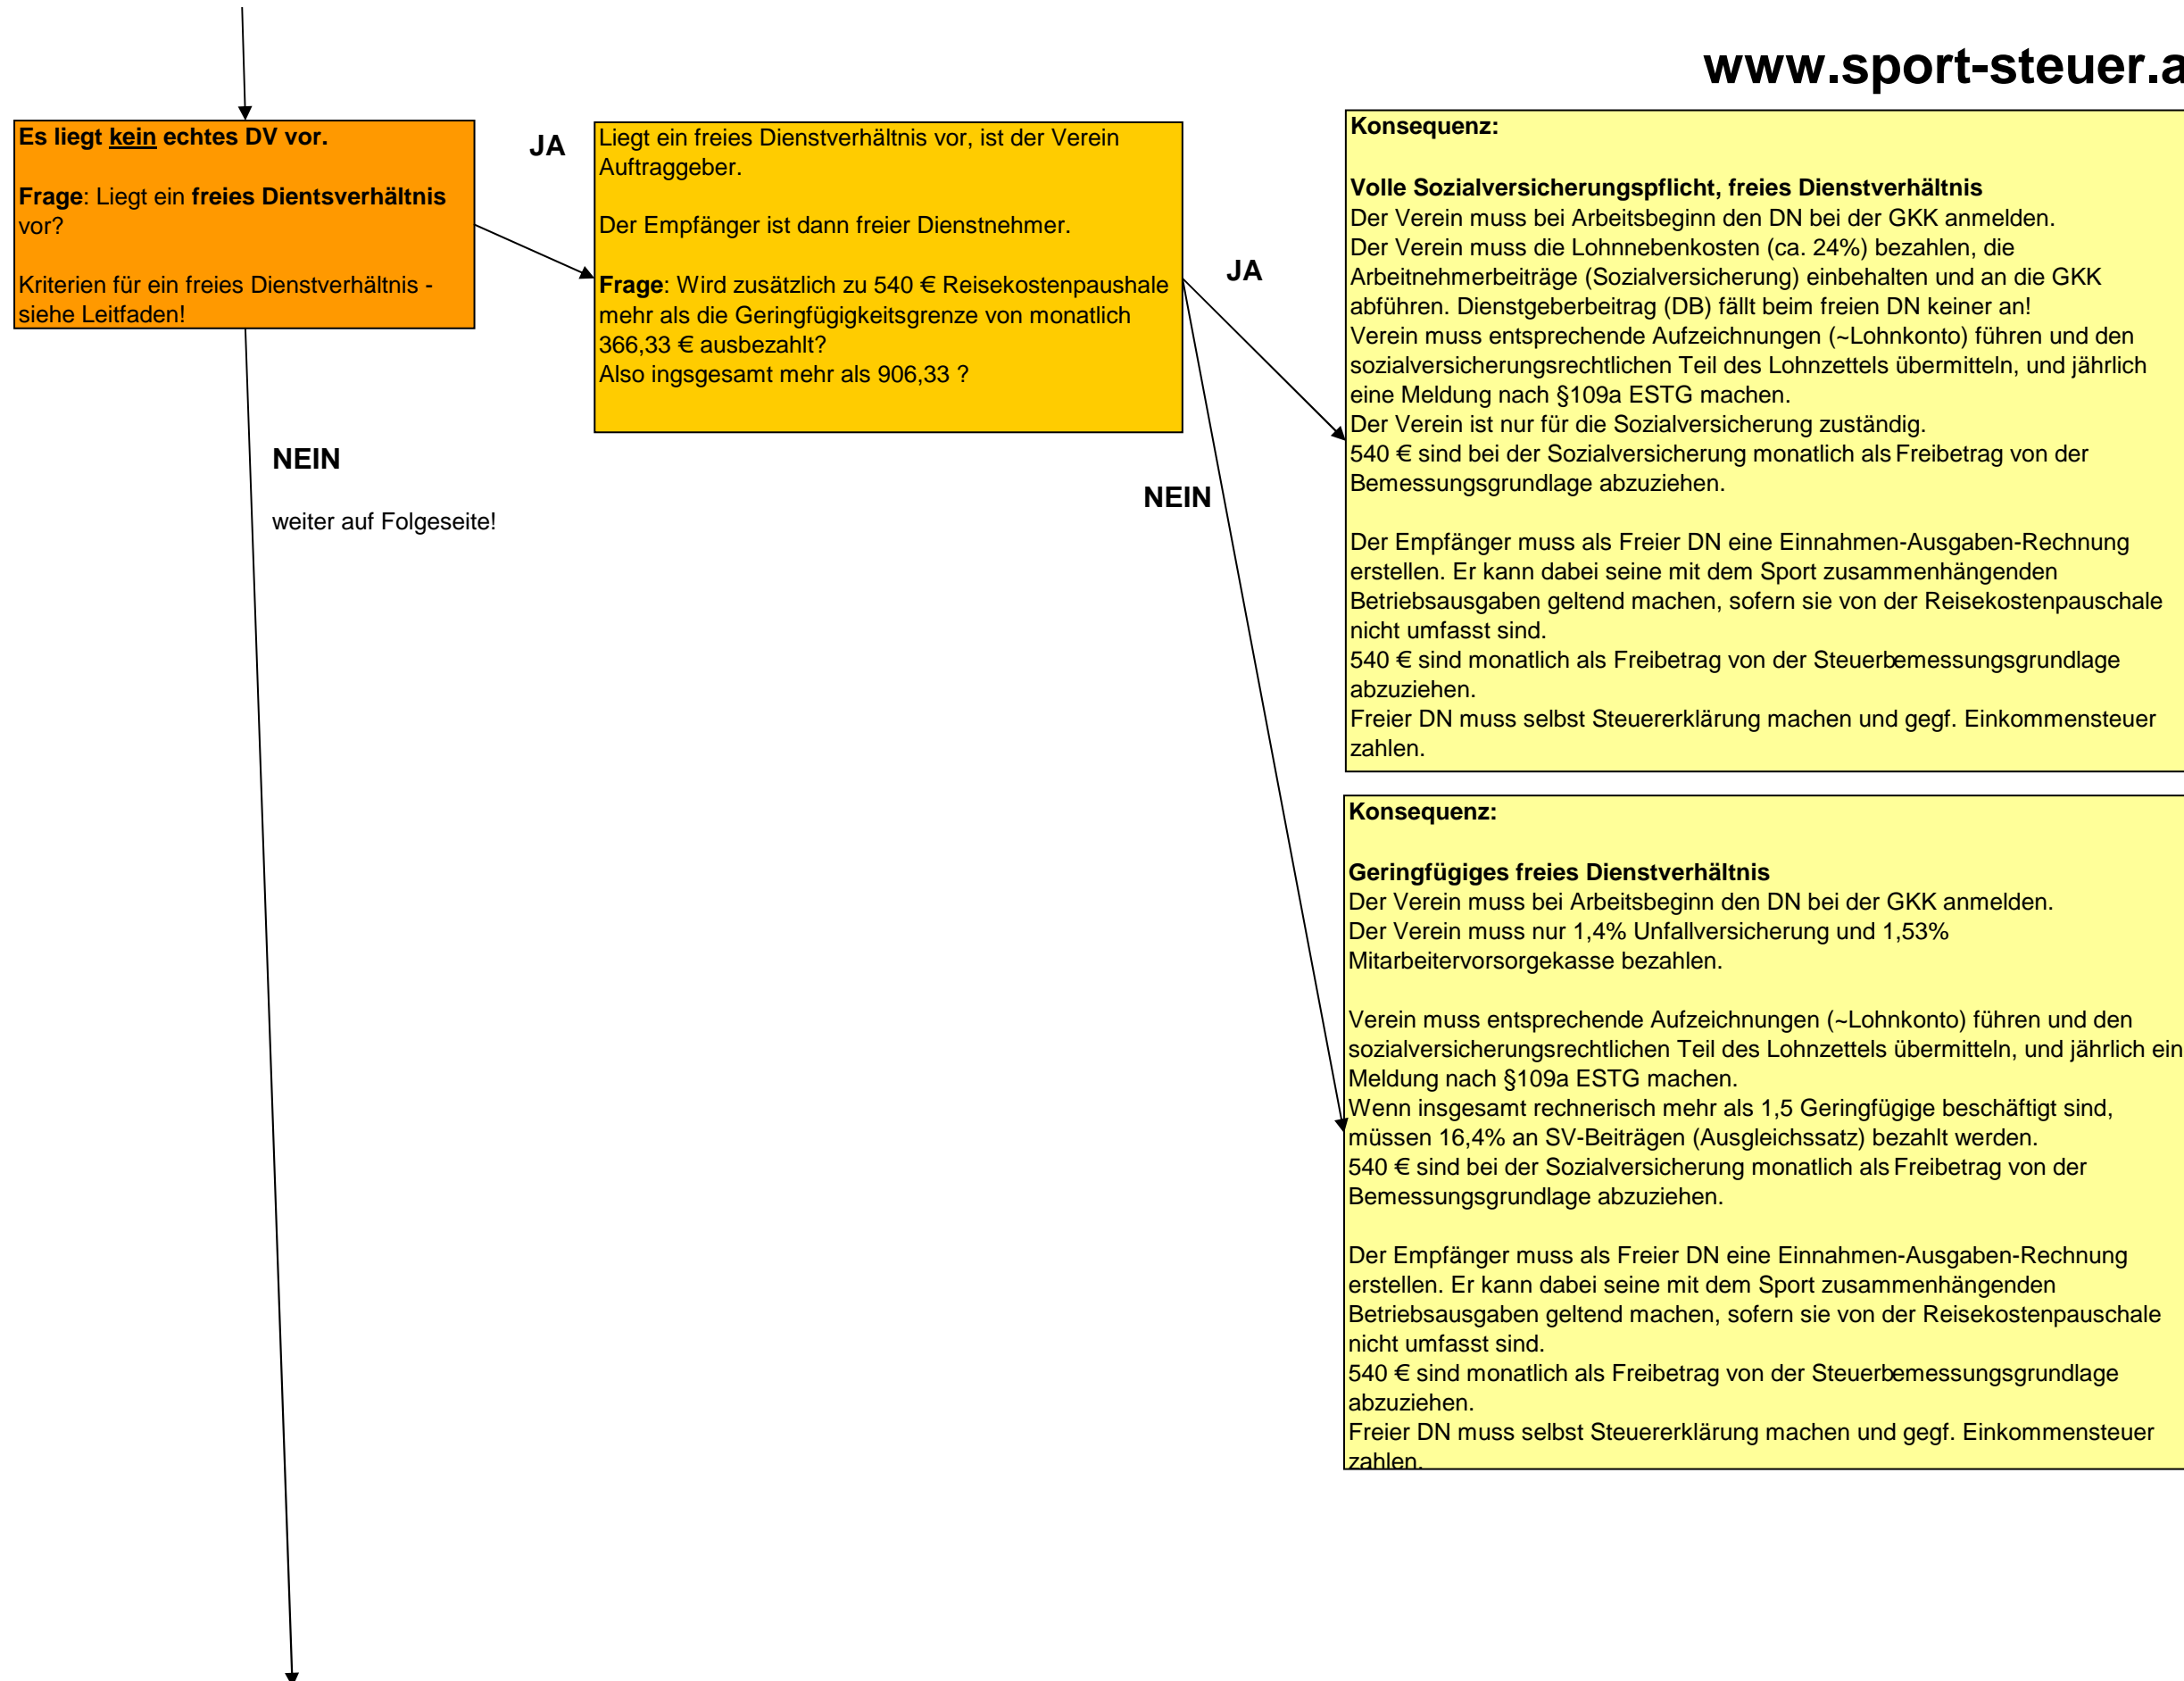 www.sport-steuer.a
Es liegt kein echtes DV vor.
Frage: Liegt ein freies Dientsverhältnis
vor?
Kriterien für ein freies Dienstverhältnis -
siehe Leitfaden!
JA
Liegt ein freies Dienstverhältnis vor, ist der Verein
Auftraggeber.
Der Empfänger ist dann freier Dienstnehmer.
Frage: Wird zusätzlich zu 540 € Reisekostenpaushale
mehr als die Geringfügigkeitsgrenze von monatlich
366,33 € ausbezahlt?
Also ingsgesamt mehr als 906,33 ?
JA
NEIN
NEIN
weiter auf Folgeseite!
Konsequenz:
Volle Sozialversicherungspflicht, freies Dienstverhältnis
Der Verein muss bei Arbeitsbeginn den DN bei der GKK anmelden.
Der Verein muss die Lohnnebenkosten (ca. 24%) bezahlen, die
Arbeitnehmerbeiträge (Sozialversicherung) einbehalten und an die GKK
abführen. Dienstgeberbeitrag (DB) fällt beim freien DN keiner an!
Verein muss entsprechende Aufzeichnungen (~Lohnkonto) führen und den
sozialversicherungsrechtlichen Teil des Lohnzettels übermitteln, und jährlich
eine Meldung nach §109a ESTG machen.
Der Verein ist nur für die Sozialversicherung zuständig.
540 € sind bei der Sozialversicherung monatlich als Freibetrag von der
Bemessungsgrundlage abzuziehen.
Der Empfänger muss als Freier DN eine Einnahmen-Ausgaben-Rechnung
erstellen. Er kann dabei seine mit dem Sport zusammenhängenden
Betriebsausgaben geltend machen, sofern sie von der Reisekostenpauschale
nicht umfasst sind.
540 € sind monatlich als Freibetrag von der Steuerbemessungsgrundlage
abzuziehen.
Freier DN muss selbst Steuererklärung machen und gegf. Einkommensteuer
zahlen.
Konsequenz:
Geringfügiges freies Dienstverhältnis
Der Verein muss bei Arbeitsbeginn den DN bei der GKK anmelden.
Der Verein muss nur 1,4% Unfallversicherung und 1,53%
Mitarbeitervorsorgekasse bezahlen.
Verein muss entsprechende Aufzeichnungen (~Lohnkonto) führen und den
sozialversicherungsrechtlichen Teil des Lohnzettels übermitteln, und jährlich ein
Meldung nach §109a ESTG machen.
Wenn insgesamt rechnerisch mehr als 1,5 Geringfügige beschäftigt sind,
müssen 16,4% an SV-Beiträgen (Ausgleichssatz) bezahlt werden.
540 € sind bei der Sozialversicherung monatlich als Freibetrag von der
Bemessungsgrundlage abzuziehen.
Der Empfänger muss als Freier DN eine Einnahmen-Ausgaben-Rechnung
erstellen. Er kann dabei seine mit dem Sport zusammenhängenden
Betriebsausgaben geltend machen, sofern sie von der Reisekostenpauschale
nicht umfasst sind.
540 € sind monatlich als Freibetrag von der Steuerbemessungsgrundlage
abzuziehen.
Freier DN muss selbst Steuererklärung machen und gegf. Einkommensteuer
zahlen.